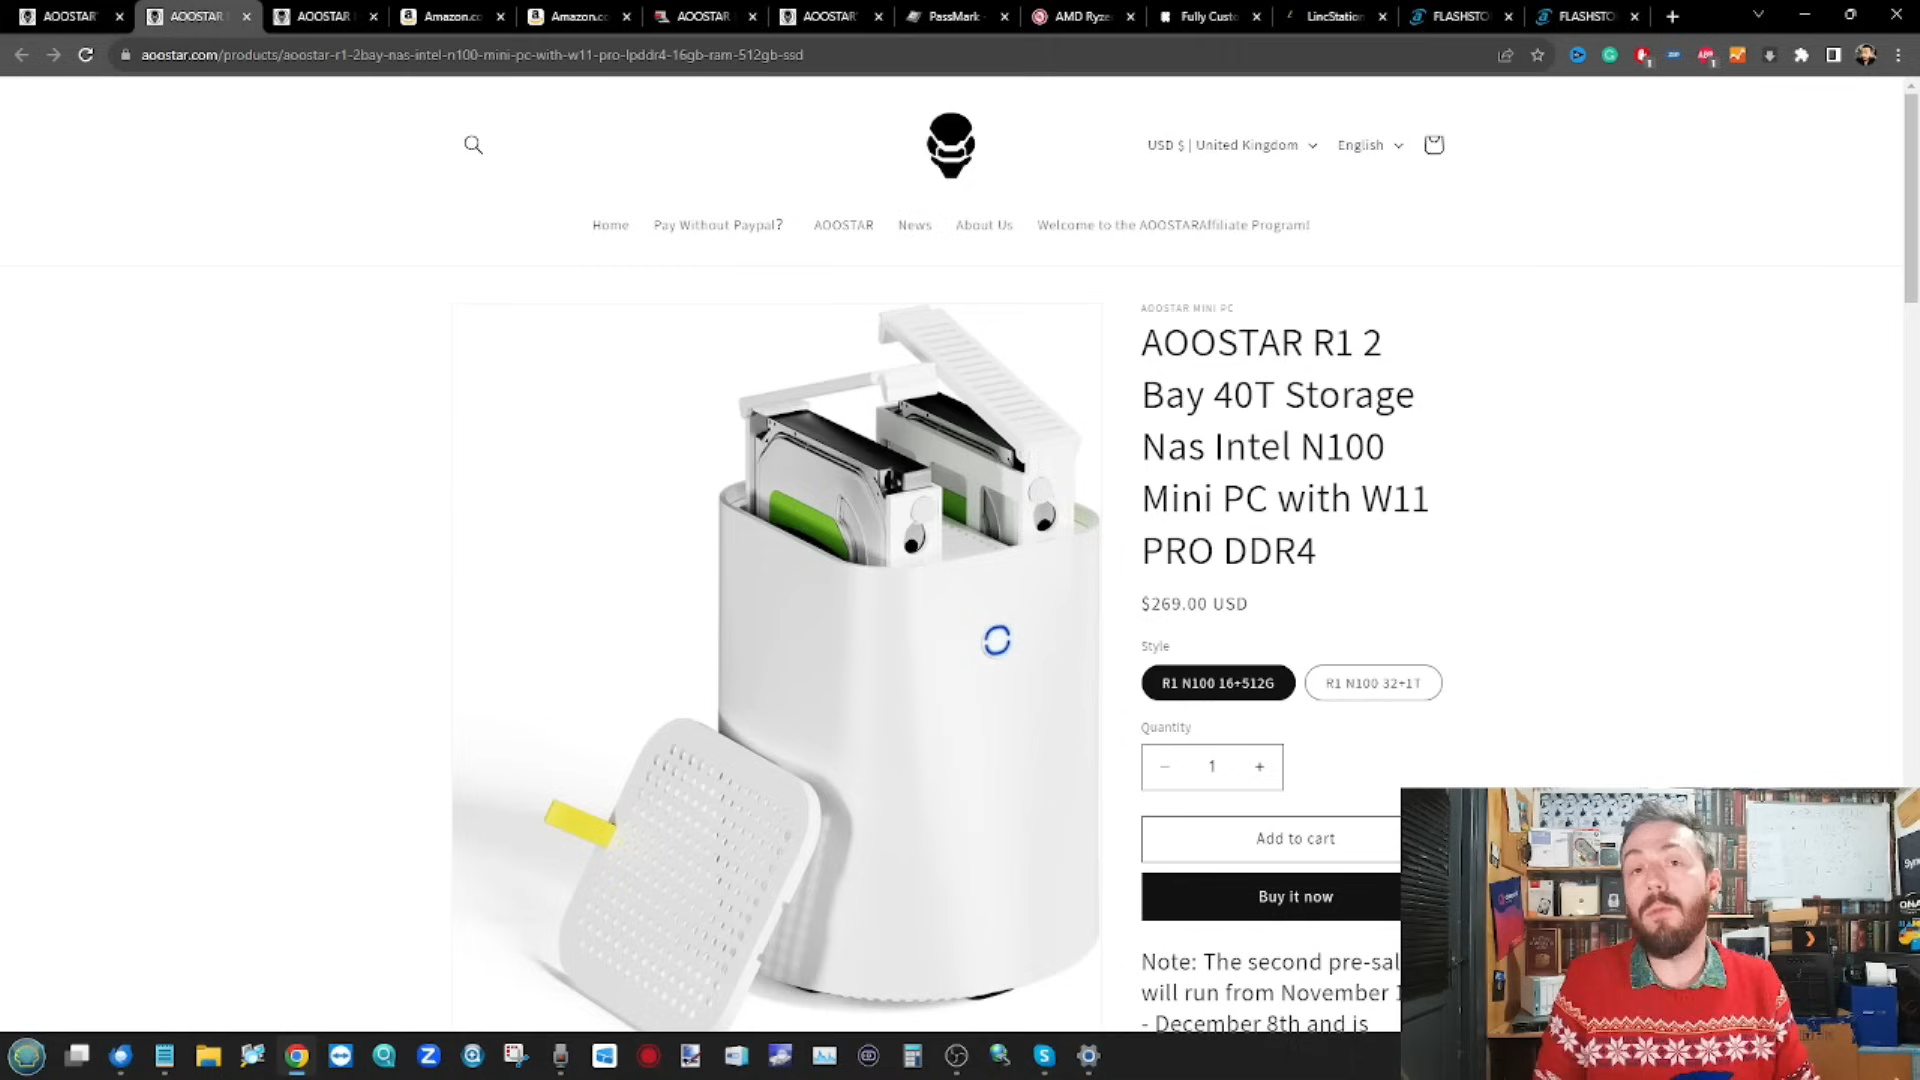 AOOSTAR
AOOSTAR
AOOSTAR
Amazon.co
Amazon.co
AOOSTAR
AOOSTAR
PassMark
AMD Ryze
Fully Custo
LincStation
FLASHSTO
FLASHSTO
aoostar.com/products/aoostar-r1-2bay-nas-intel-n100-mini-pc-with-w11-pro-lpddr4-16gb-ram-512gb-ssd
USD $ | United Kingdom
English
Home
Pay Without Paypal?
AOOSTAR
News
About Us
Welcome to the AOOSTARAffiliate Program!
AOOSTAR MINI PC
AOOSTAR R1 2
Bay 40T Storage
Nas Intel N100
Mini PC with W11
PRO DDR4
$269.00 USD
Style
R1 N100 16+512G
R1 N100 32+1T
Quantity
1
Add to cart
Buy it now
Note: The second pre-sal
will run from November 1
- December 8th and is